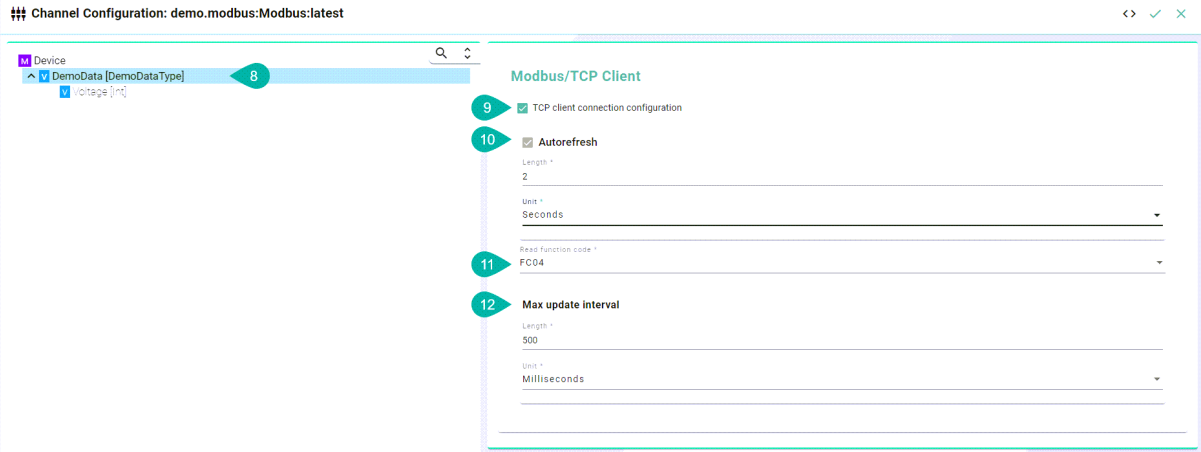 Channel Configuration: demo.modbus:Modbus:latest
M Device
V DemoData [DemoDataType]
8
V Voltage [Int]
Modbus/TCP Client
9 TCP client connection configuration
10 Autorefresh
Length *
2
Unit *
Seconds
Read function code *
11 FC04
12 Max update interval
Length *
500
Unit *
Milliseconds